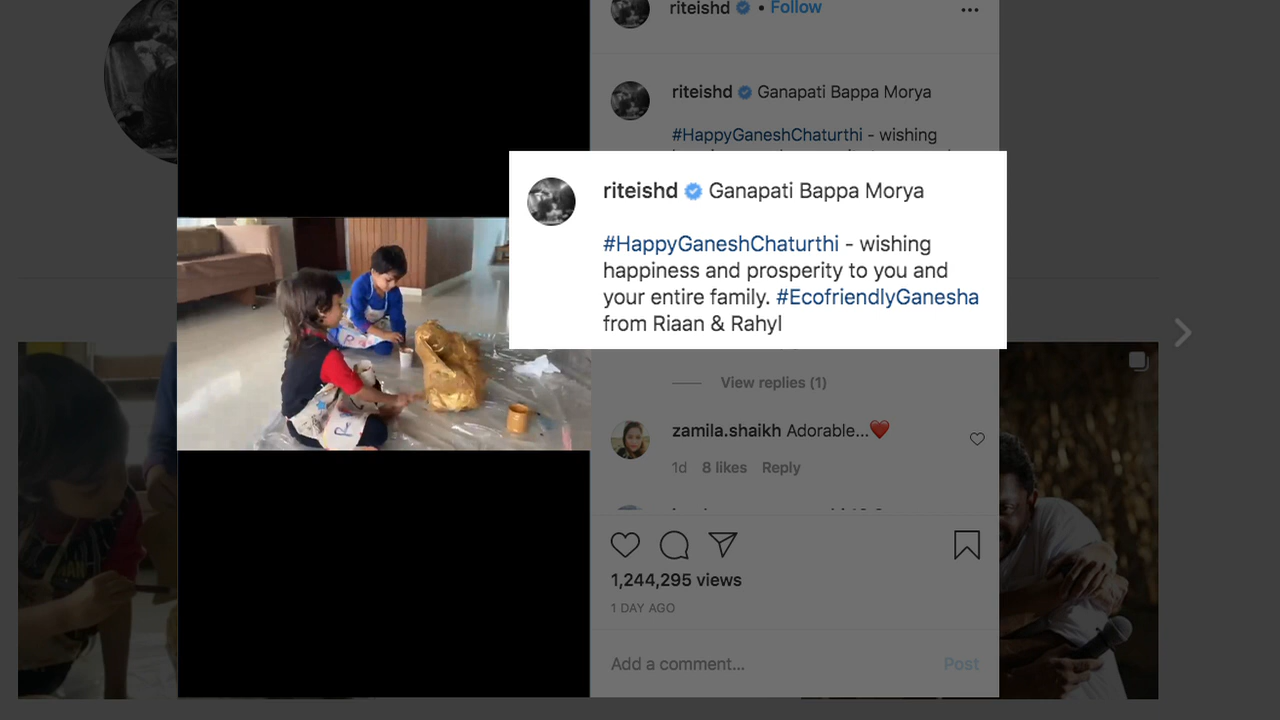 riteishd • Follow
riteishd Ganapati Bappa Morya
#HappyGaneshChaturthi - wishing
riteishd Ganapati Bappa Morya
#HappyGaneshChaturthi - wishing
happiness and prosperity to you and
your entire family. #EcofriendlyGanesha
from Riaan & Rahyl
View replies (1)
zamila.shaikh Adorable...❤️
1d 8 likes Reply
1,244,295 views
1 DAY AGO
Add a comment... Post